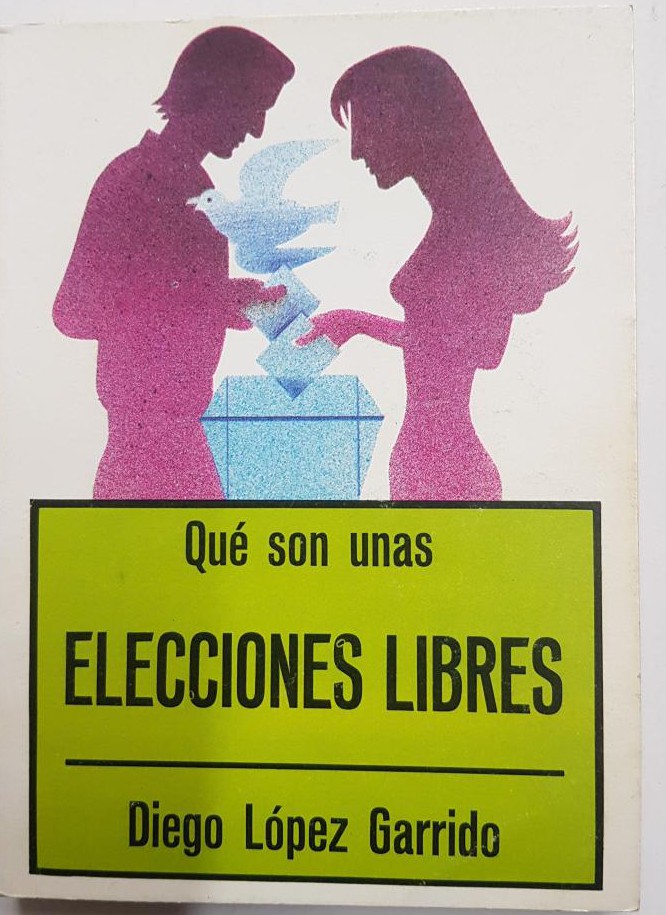 Qué son unas
ELECCIONES LIBRES
Diego López Garrido